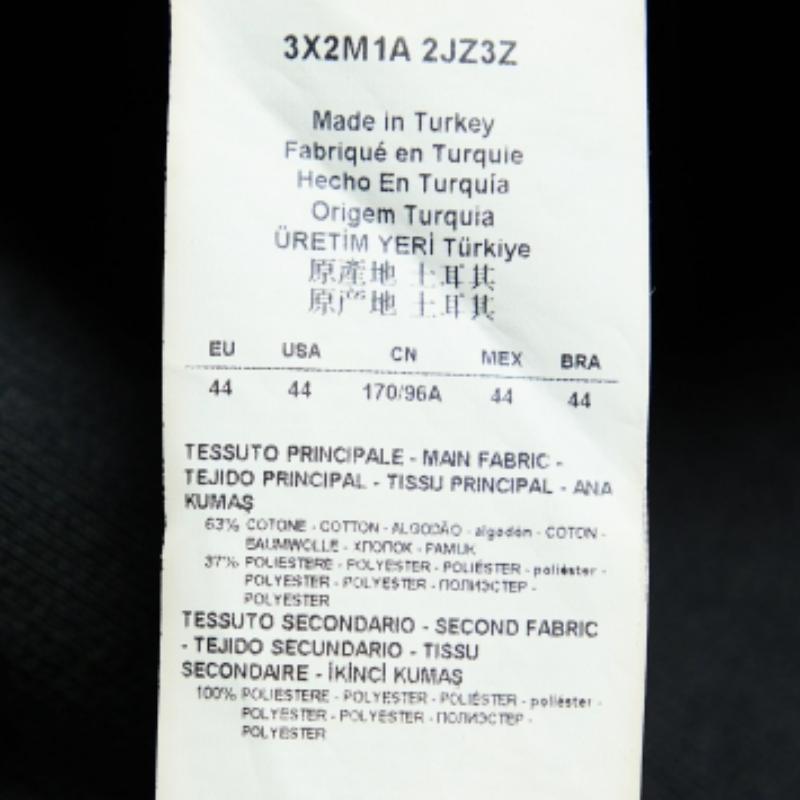 3X2M1A 2JZ3Z
Made in Turkey
Fabriqué en Turquie
Hecho En Turquía
Origem Turquia
ÜRETİM YERİ Türkiye
原產地 土耳其
原产地 土耳其
EU USA CN MEX BRA
44 44 170/96A 44 44
TESSUTO PRINCIPALE - MAIN FABRIC -
TEJIDO PRINCIPAL - TISSU PRINCIPAL - ANA
KUMAŞ
63% COTONE - COTTON - ALGODÃO - algodón - COTON -
BAUMWOLLE - ХЛОПОК - PAMUK
37% POLIESTERE - POLYESTER - POLIÉSTER - poliéster -
POLYESTER - POLYESTER - ПОЛИЭСТЕР -
POLYESTER
TESSUTO SECONDARIO - SECOND FABRIC
- TEJIDO SECUNDARIO - TISSU
SECONDAIRE - İKİNCİ KUMAŞ
100% POLIESTERE - POLYESTER - POLIÉSTER - poliéster -
POLYESTER - POLYESTER - ПОЛИЭСТЕР -
POLYESTER